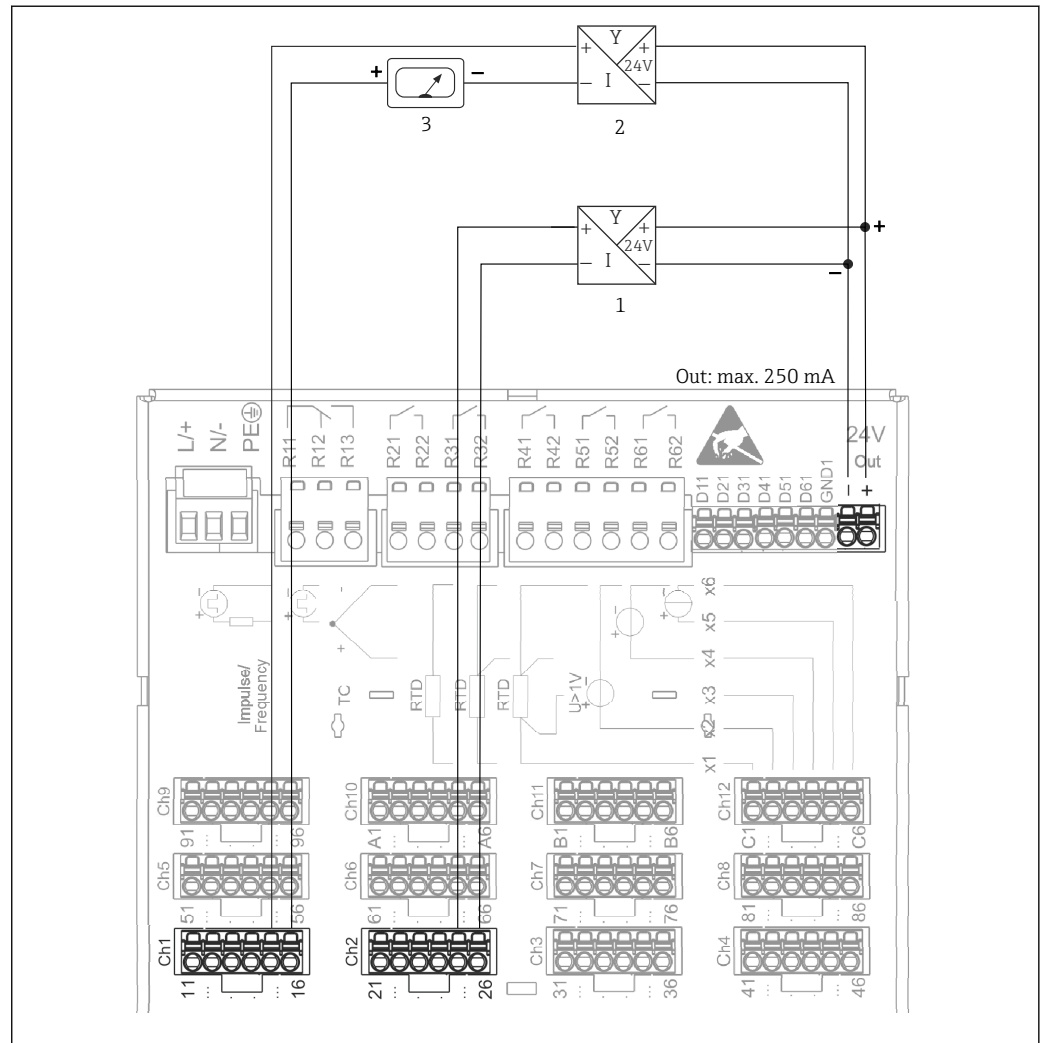 Y
+ +
24V
− I −
+ −
3
2
Y
+ +
24V
− I −
+
−
1
Out: max. 250 mA
L/+
N/-
PE
R11
R12
R13
R21
R22
R31
R32
R41
R42
R51
R52
R61
R62
D11
D21
D31
D41
D51
D61
GND1
24V
Out
− +
Impulse/
Frequency
TC
RTD
RTD
RTD
U>1V
x6
x5
x4
x3
x2
x1
Ch9
91 ... 96
Ch10
A1 ... A6
Ch11
B1 ... B6
Ch12
C1 ... C6
Ch5
51 ... 56
Ch6
61 ... 66
Ch7
71 ... 76
Ch8
81 ... 86
Ch1
11 ... 16
Ch2
21 ... 26
Ch3
31 ... 36
Ch4
41 ... 46